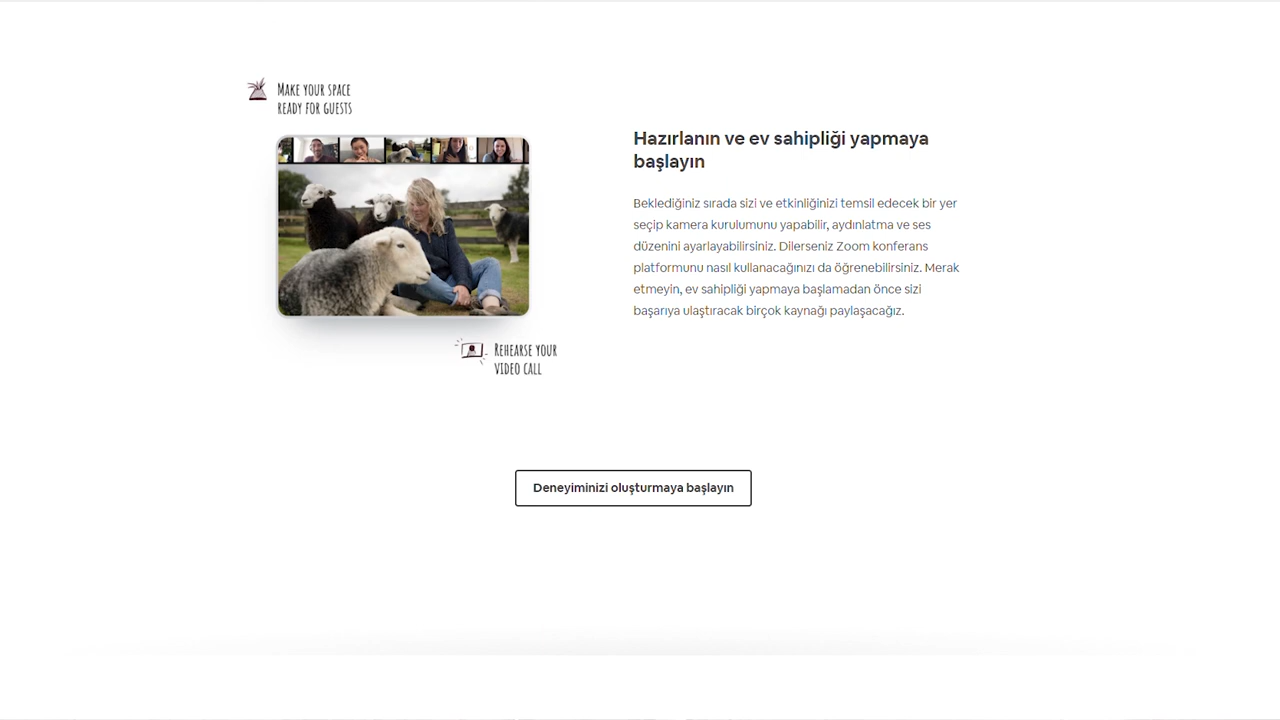 MAKE YOUR SPACE
READY FOR GUESTS
Hazırlanın ve ev sahipliği yapmaya
başlayın
Beklediğiniz sırada sizi ve etkinliğinizi temsil edecek bir yer
seçip kamera kurulumunu yapabilir, aydınlatma ve ses
düzenini ayarlayabilirsiniz. Dilerseniz Zoom konferans
platformunu nasıl kullanacağınızı da öğrenebilirsiniz. Merak
etmeyin, ev sahipliği yapmaya başlamadan önce sizi
başarıya ulaştıracak birçok kaynağı paylaşacağız.
REHEARSE YOUR
VIDEO CALL
Deneyiminizi oluşturmaya başlayın